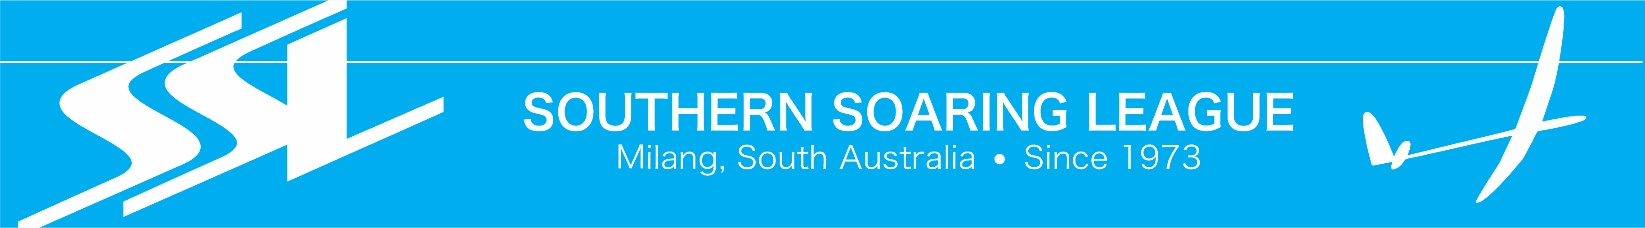 SSL
SOUTHERN SOARING LEAGUE
Milang, South Australia • Since 1973